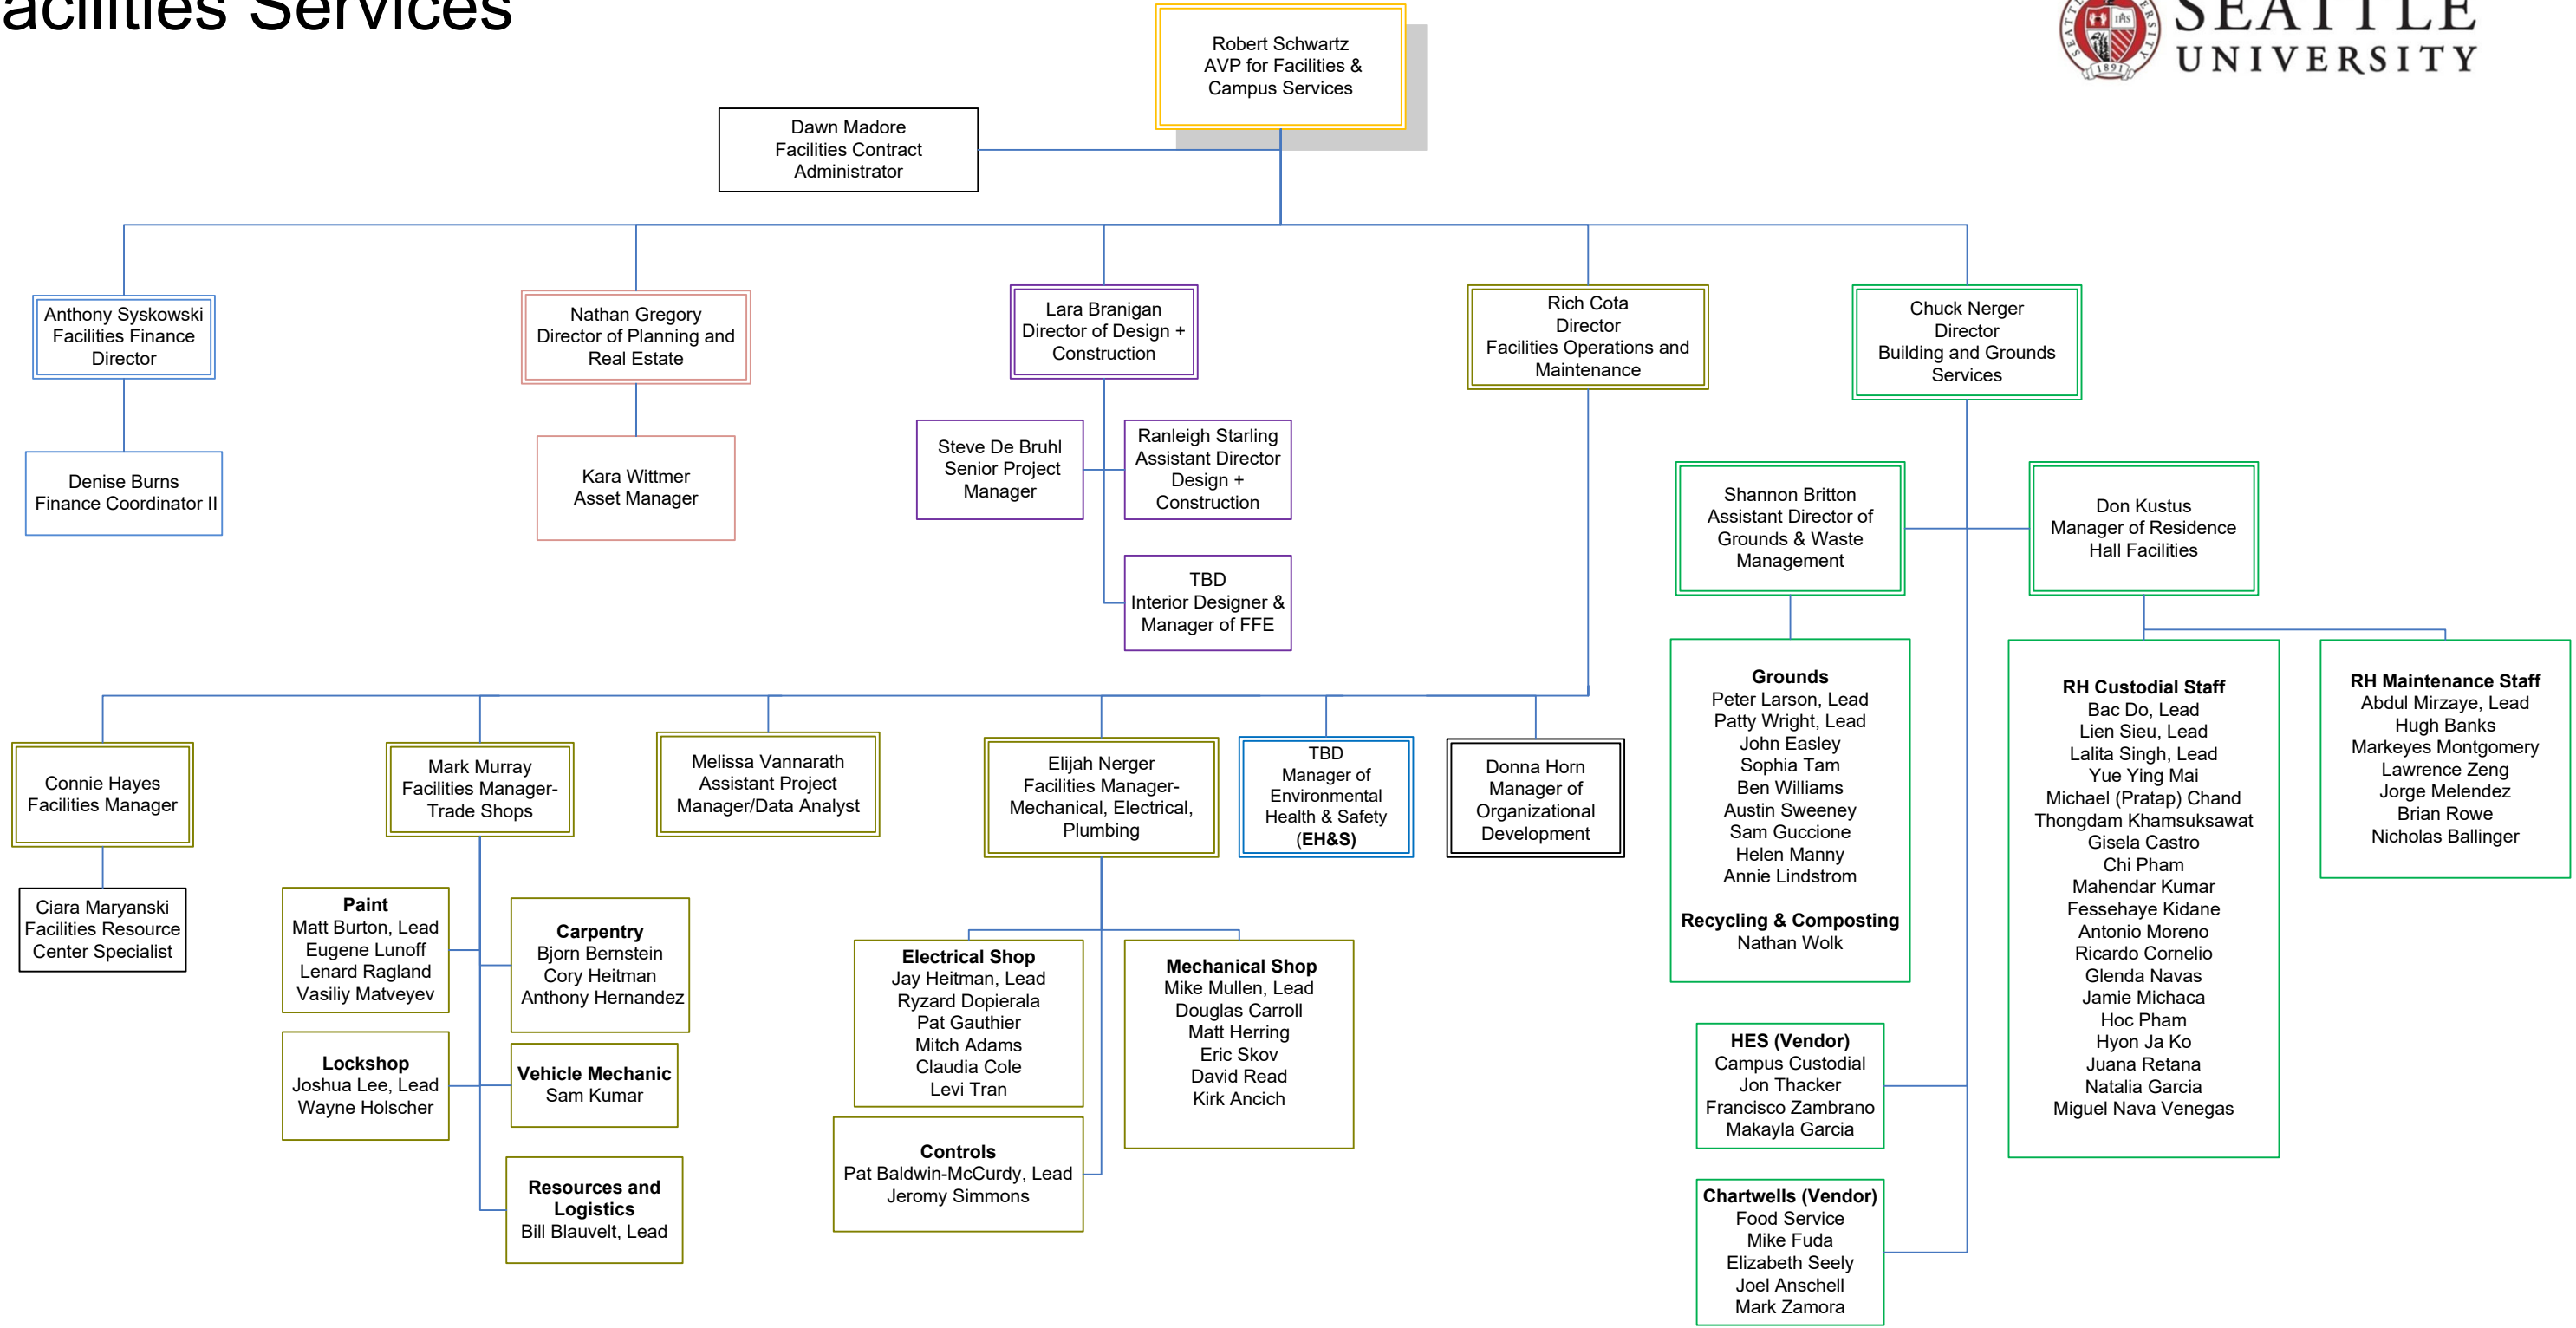 acilities Services
SEATTLE
UNIVERSITY
1891
Robert Schwartz
AVP for Facilities &
Campus Services
Dawn Madore
Facilities Contract
Administrator
Anthony Syskowski
Facilities Finance
Director
Nathan Gregory
Director of Planning and
Real Estate
Lara Branigan
Director of Design +
Construction
Rich Cota
Director
Facilities Operations and
Maintenance
Chuck Nerger
Director
Building and Grounds
Services
Denise Burns
Finance Coordinator II
Kara Wittmer
Asset Manager
Steve De Bruhl
Senior Project
Manager
Ranleigh Starling
Assistant Director
Design +
Construction
TBD
Interior Designer &
Manager of FFE
Shannon Britton
Assistant Director of
Grounds & Waste
Management
Don Kustus
Manager of Residence
Hall Facilities
Connie Hayes
Facilities Manager
Mark Murray
Facilities Manager-
Trade Shops
Melissa Vannarath
Assistant Project
Manager/Data Analyst
Elijah Nerger
Facilities Manager-
Mechanical, Electrical,
Plumbing
TBD
Manager of
Environmental
Health & Safety
(EH&S)
Donna Horn
Manager of
Organizational
Development
Ciara Maryanski
Facilities Resource
Center Specialist
Paint
Matt Burton, Lead
Eugene Lunoff
Lenard Ragland
Vasiliy Matveyev
Carpentry
Bjorn Bernstein
Cory Heitman
Anthony Hernandez
Lockshop
Joshua Lee, Lead
Wayne Holscher
Vehicle Mechanic
Sam Kumar
Resources and
Logistics
Bill Blauvelt, Lead
Electrical Shop
Jay Heitman, Lead
Ryzard Dopierala
Pat Gauthier
Mitch Adams
Claudia Cole
Levi Tran
Mechanical Shop
Mike Mullen, Lead
Douglas Carroll
Matt Herring
Eric Skov
David Read
Kirk Ancich
Controls
Pat Baldwin-McCurdy, Lead
Jeromy Simmons
Grounds
Peter Larson, Lead
Patty Wright, Lead
John Easley
Sophia Tam
Ben Williams
Austin Sweeney
Sam Guccione
Helen Manny
Annie Lindstrom
Recycling & Composting
Nathan Wolk
HES (Vendor)
Campus Custodial
Jon Thacker
Francisco Zambrano
Makayla Garcia
Chartwells (Vendor)
Food Service
Mike Fuda
Elizabeth Seely
Joel Anschell
Mark Zamora
RH Custodial Staff
Bac Do, Lead
Lien Sieu, Lead
Lalita Singh, Lead
Yue Ying Mai
Michael (Pratap) Chand
Thongdam Khamsuksawat
Gisela Castro
Chi Pham
Mahendar Kumar
Fessehaye Kidane
Antonio Moreno
Ricardo Cornelio
Glenda Navas
Jamie Michaca
Hoc Pham
Hyon Ja Ko
Juana Retana
Natalia Garcia
Miguel Nava Venegas
RH Maintenance Staff
Abdul Mirzaye, Lead
Hugh Banks
Markeyes Montgomery
Lawrence Zeng
Jorge Melendez
Brian Rowe
Nicholas Ballinger